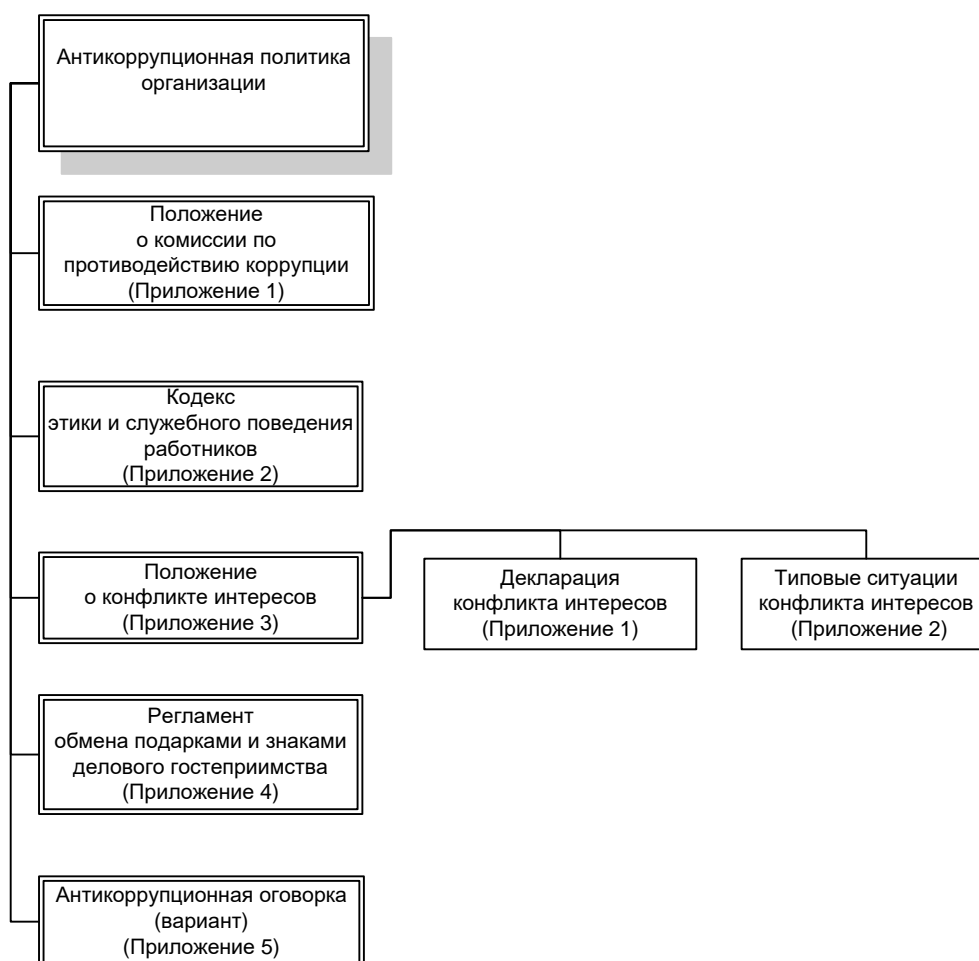 Антикоррупционная политика
организации
Положение
о комиссии по
противодействию коррупции
(Приложение 1)
Кодекс
этики и служебного поведения
работников
(Приложение 2)
Положение
о конфликте интересов
(Приложение 3)
Декларация
конфликта интересов
(Приложение 1)
Типовые ситуации
конфликта интересов
(Приложение 2)
Регламент
обмена подарками и знаками
делового гостеприимства
(Приложение 4)
Антикоррупционная оговорка
(вариант)
(Приложение 5)